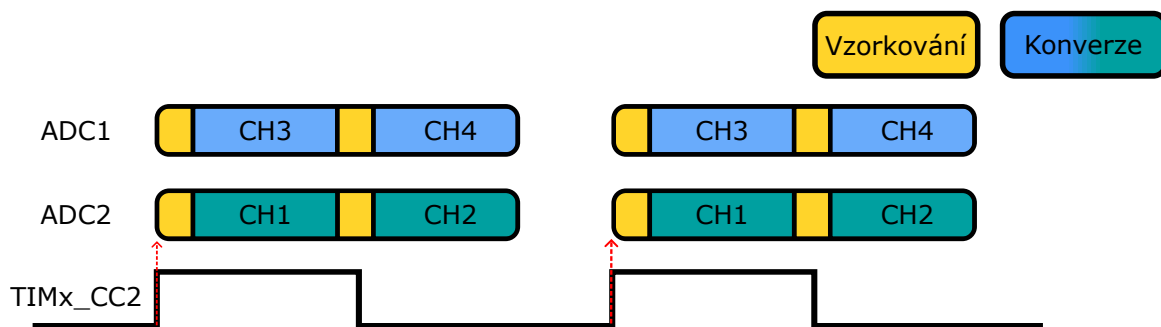 Vzorkování Konverze
ADC1 CH3 CH4 CH3 CH4
ADC2 CH1 CH2 CH1 CH2
TIMx_CC2